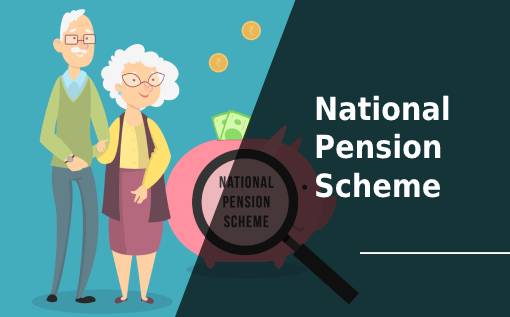 National
Pension
Scheme
NATIONAL
PENSION
SCHEME